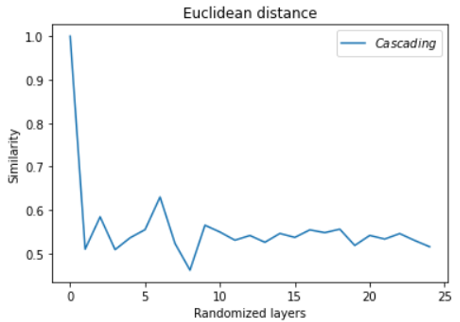 Euclidean distance
Cascading
1.0
0.9
0.8
0.7
0.6
0.5
Similarity
0 5 10 15 20 25
Randomized layers